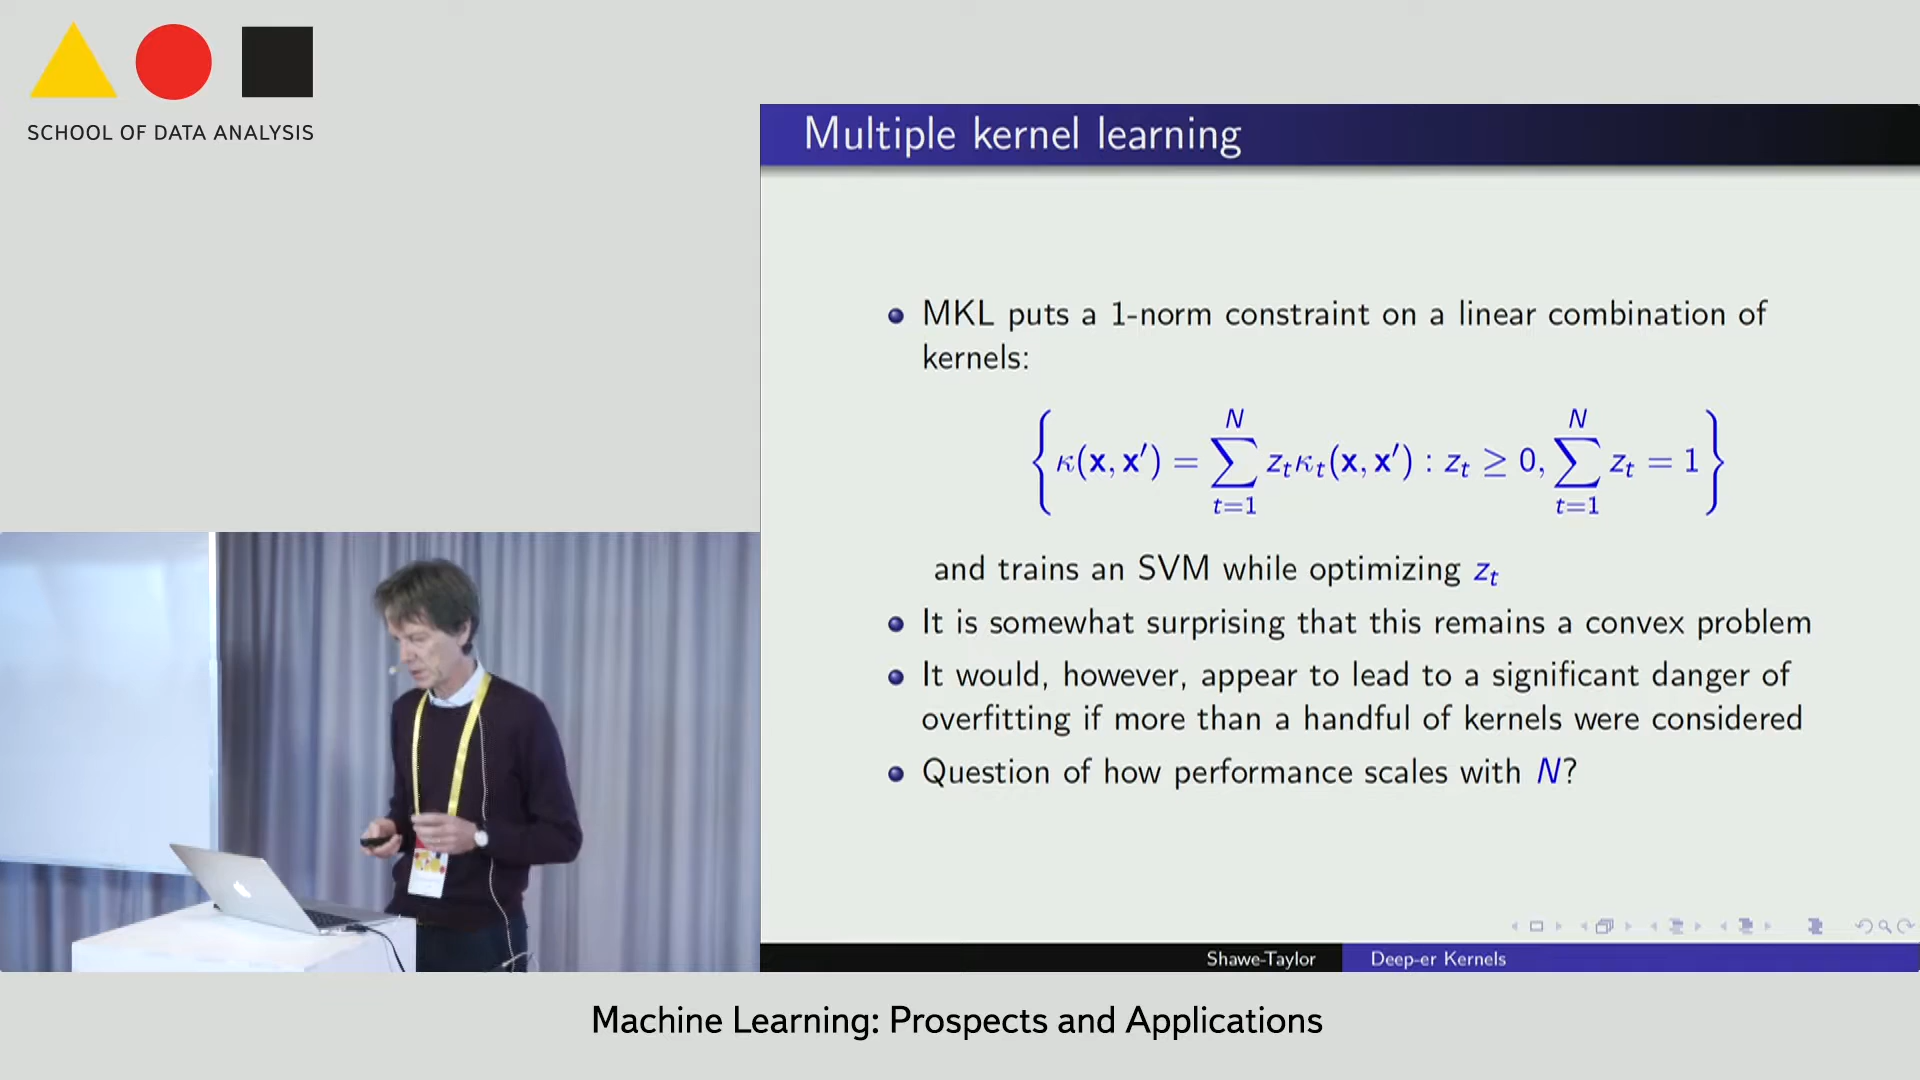 SCHOOL OF DATA ANALYSIS
Multiple kernel learning
MKL puts a 1-norm constraint on a linear combination of
kernels:
{κ(x, x′) = ∑_{t=1}^{N} z_t κ_t(x, x′) : z_t ≥ 0, ∑_{t=1}^{N} z_t = 1}
and trains an SVM while optimizing z_t
It is somewhat surprising that this remains a convex problem
It would, however, appear to lead to a significant danger of
overfitting if more than a handful of kernels were considered
Question of how performance scales with N?
Shawe-Taylor Deep-er Kernels
Machine Learning: Prospects and Applications